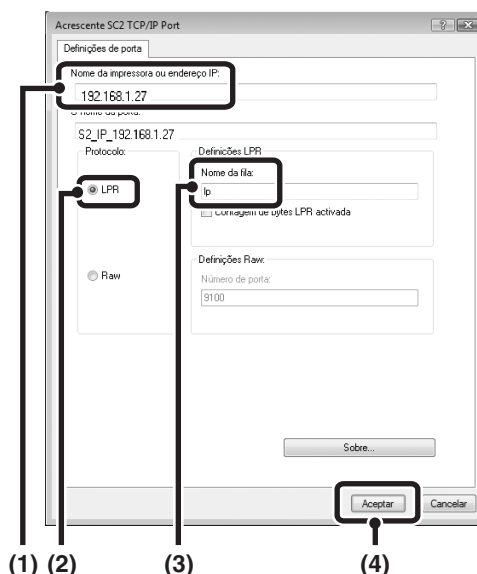 Acrescente SC2 TCP/IP Port
Definições de porta
Nome da impressora ou endereço IP:
192.168.1.27
O nome da porta:
S2_IP_192.168.1.27
Protocolo:
LPR
Raw
Definições LPR
Nome da fila:
lp
Contagem de bytes LPR activada
Definições Raw:
Número de porta:
9100
Sobre...
Aceptar
Cancelar
(1) (2) (3) (4)